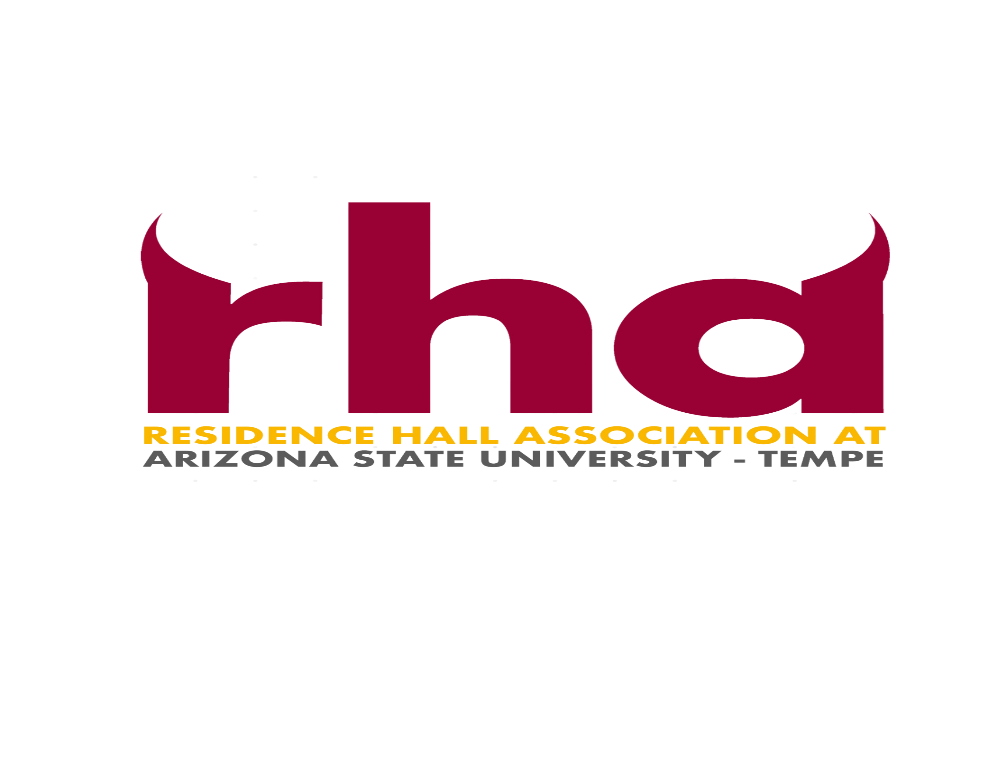 rha
RESIDENCE HALL ASSOCIATION AT
ARIZONA STATE UNIVERSITY - TEMPE